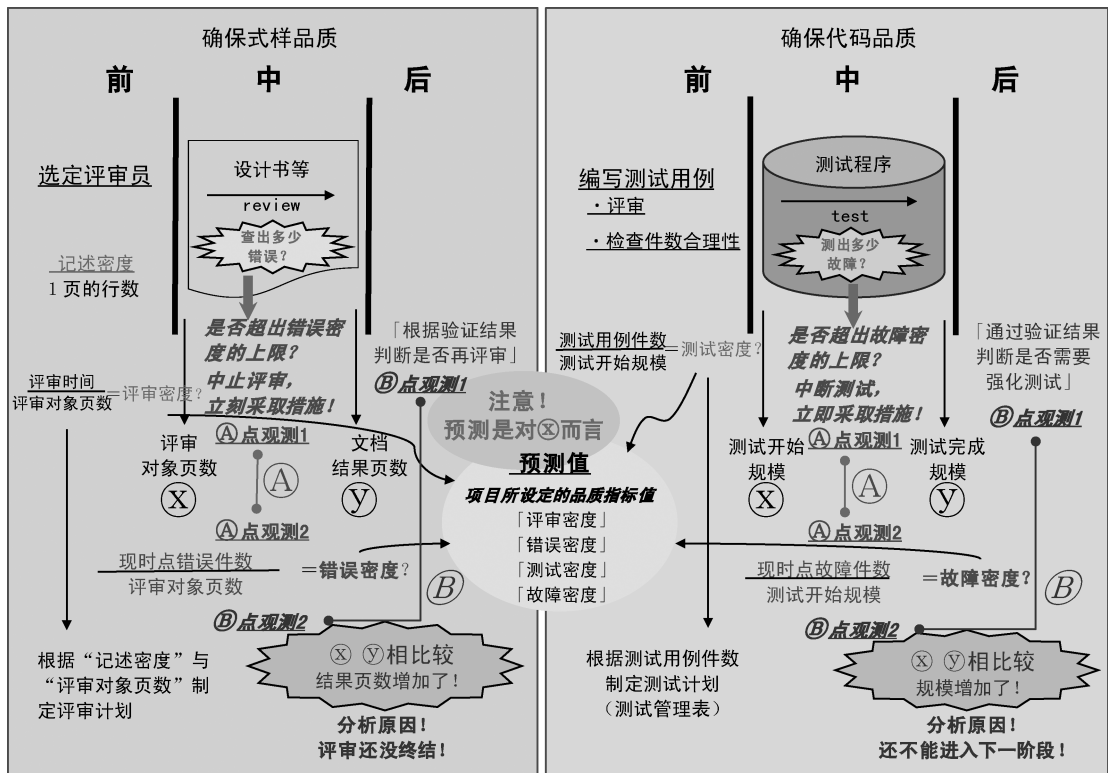 确保式样品质
前 中 后
选定评审员
设计书等
review
查出多少
错误？
记述密度
1 页的行数
是否超出错误密
度的上限？
中止评审，
立刻采取措施！
「根据验证结果
判断是否再评审」
Ⓑ点观测1
评审时间
评审对象页数
=评审密度？
Ⓐ点观测1
评审
对象页数
ⓧ
Ⓐ
文档
结果页数
ⓨ
Ⓐ点观测2
现时点错误件数
评审对象页数
=错误密度？
Ⓑ
Ⓑ点观测2
根据“记述密度”与
“评审对象页数”制
定评审计划
ⓧ ⓨ相比较
结果页数增加了！
分析原因！
评审还没终结！
注意！
预测是对ⓧ而言
预测值
项目所设定的品质指标值
「评审密度」
「错误密度」
「测试密度」
「故障密度」
确保代码品质
前 中 后
编写测试用例
·评审
·检查件数合理性
测试程序
test
测出多少
故障？
测试用例件数
测试开始规模
=测试密度？
是否超出故障密
度的上限？
中断测试，
立即采取措施！
「通过验证结果
判断是否需要
强化测试」
Ⓑ点观测1
Ⓐ点观测1
测试开始
规模
ⓧ
Ⓐ
测试完成
规模
ⓨ
Ⓐ点观测2
现时点故障件数
测试开始规模
=故障密度？
Ⓑ
Ⓑ点观测2
根据测试用例件数
制定测试计划
（测试管理表）
ⓧ ⓨ相比较
规模增加了！
分析原因！
还不能进入下一阶段！